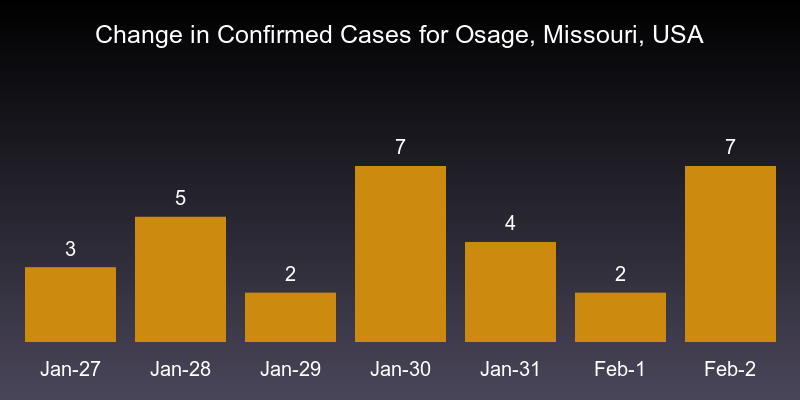 Change in Confirmed Cases for Osage, Missouri, USA
3
5
2
7
4
2
7
Jan-27
Jan-28
Jan-29
Jan-30
Jan-31
Feb-1
Feb-2